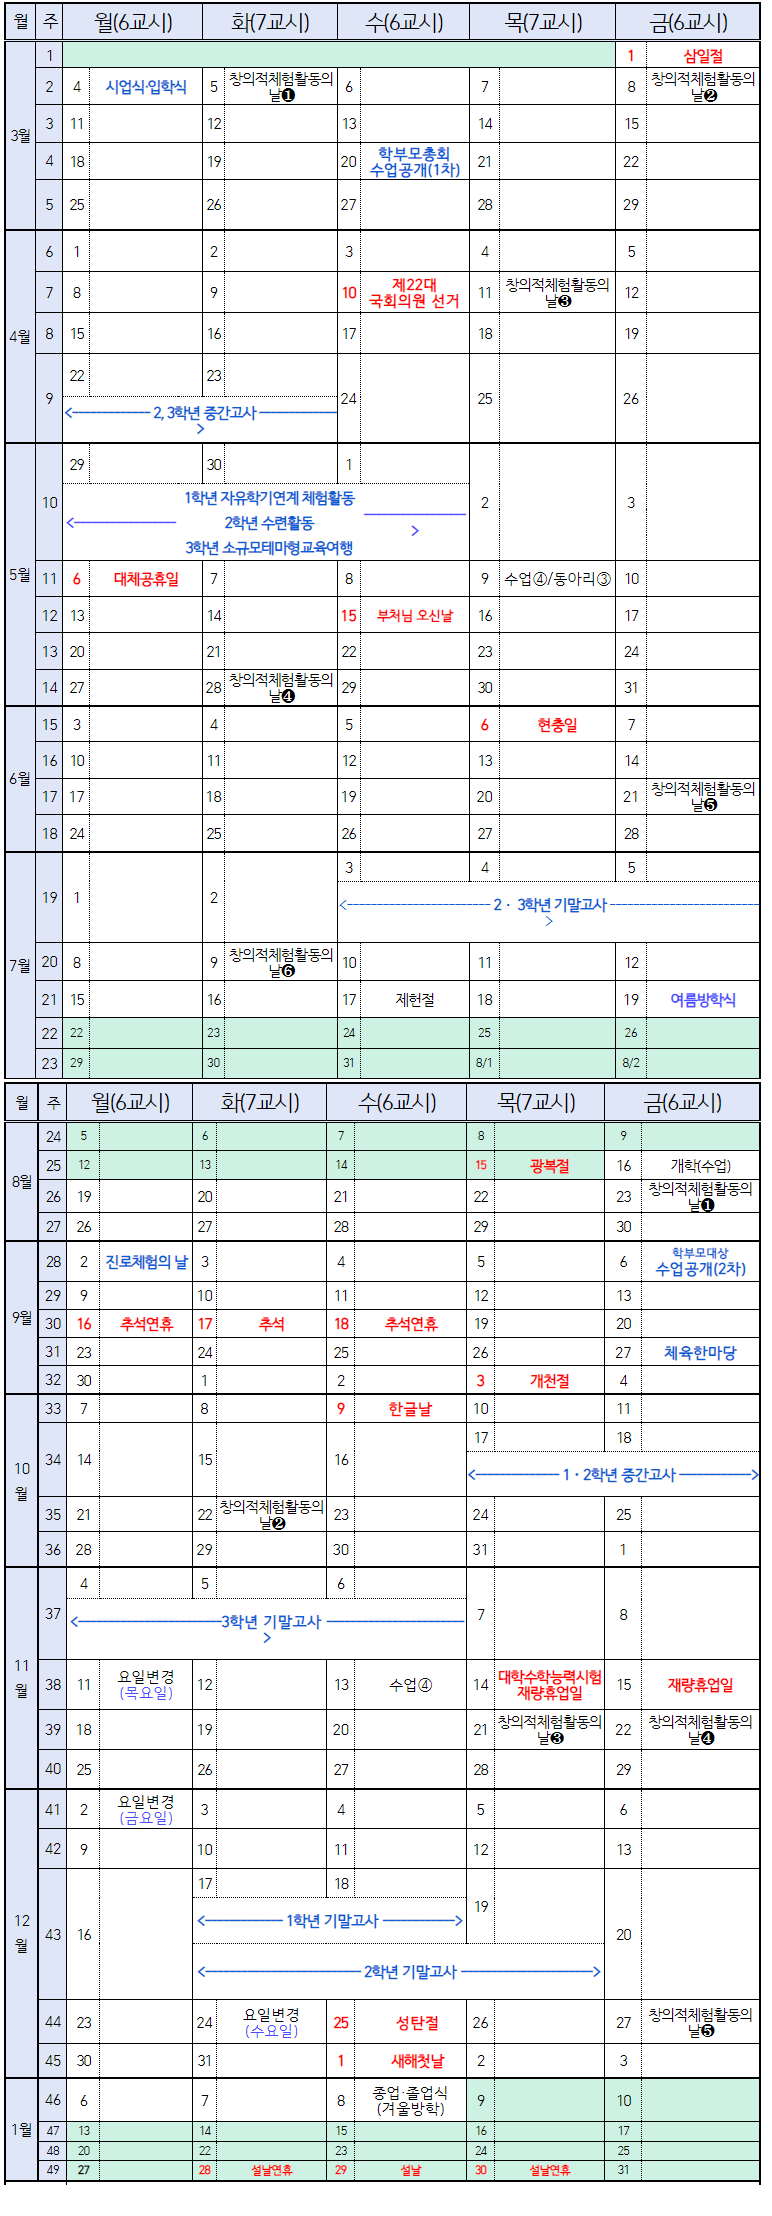 월 주 월(6교시) 화(7교시) 수(6교시) 목(7교시) 금(6교시)
3월
1 1 삼일절
2 4 시업식·입학식 5 창의적체험활동의날❶ 6 7 8 창의적체험활동의날❷
3 11 12 13 14 15
4 18 19 20 학부모총회 수업공개(1차) 21 22
5 25 26 27 28 29
4월
6 1 2 3 4 5
7 8 9 10 제22대 국회의원 선거 11 창의적체험활동의날❸ 12
8 15 16 17 18 19
9 22 23 24 25 26
<------------- 2, 3학년 중간고사 ------------->
5월
10 29 30 1 2 3
1학년 자유학기연계 체험활동
<----------------- 2학년 수련활동 ----------------->
3학년 소규모테마형교육여행
11 6 대체공휴일 7 8 9 수업④/동아리③ 10
12 13 14 15 부처님 오신날 16 17
13 20 21 22 23 24
14 27 28 창의적체험활동의날❹ 29 30 31
6월
15 3 4 5 6 현충일 7
16 10 11 12 13 14
17 17 18 19 20 21 창의적체험활동의날❺
18 24 25 26 27 28
7월
19 1 2 3 4 5
<------------------------ 2 · 3학년 기말고사 ------------------------->
20 8 9 창의적체험활동의날❻ 10 11 12
21 15 16 17 제헌절 18 19 여름방학식
22 22 23 24 25 26
23 29 30 31 8/1 8/2
월 주 월(6교시) 화(7교시) 수(6교시) 목(7교시) 금(6교시)
8월
24 5 6 7 8 9
25 12 13 14 15 광복절 16 개학(수업)
26 19 20 21 22 23 창의적체험활동의날❶
27 26 27 28 29 30
9월
28 2 진로체험의 날 3 4 5 6 학부모대상 수업공개(2차)
29 9 10 11 12 13
30 16 추석연휴 17 추석 18 추석연휴 19 20
31 23 24 25 26 27 체육한마당
32 30 1 2 3 개천절 4
10월
33 7 8 9 한글날 10 11
34 14 15 16 17 18
<-------------- 1 · 2학년 중간고사 ------------>
35 21 22 창의적체험활동의날❷ 23 24 25
36 28 29 30 31 1
11월
37 4 5 6 7 8
<------------------------3학년 기말고사 ----------------------->
38 11 요일변경 (목요일) 12 13 수업④ 14 대학수학능력시험 재량휴업일 15 재량휴업일
39 18 19 20 21 창의적체험활동의날❸ 22 창의적체험활동의날❹
40 25 26 27 28 29
12월
41 2 요일변경 (금요일) 3 4 5 6
42 9 10 11 12 13
43 16 17 18 19 20
<------------- 1학년 기말고사 ------------>
<-------------------------- 2학년 기말고사 ---------------------->
44 23 24 요일변경 (수요일) 25 성탄절 26 27 창의적체험활동의날❺
45 30 31 1 새해첫날 2 3
1월
46 6 7 8 종업·졸업식 (겨울방학) 9 10
47 13 14 15 16 17
48 20 22 23 24 25
49 27 28 설날연휴 29 설날 30 설날연휴 31